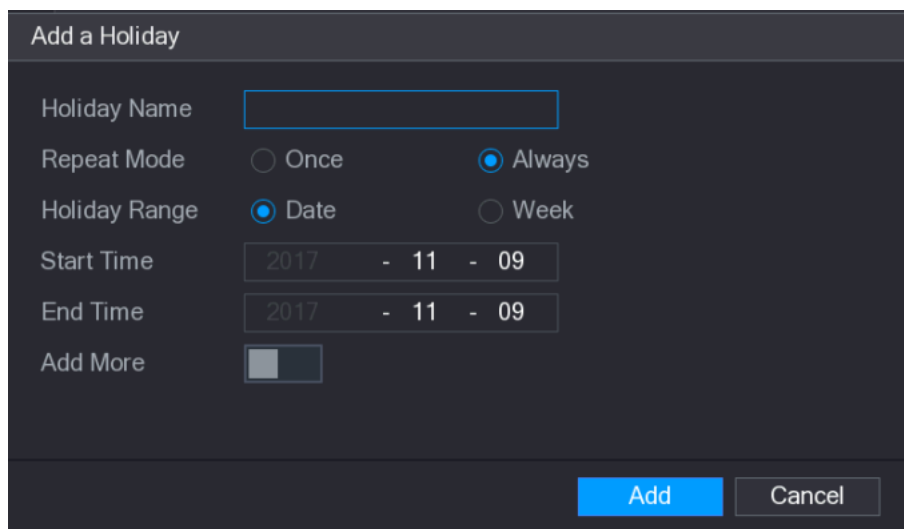 Add a Holiday
Holiday Name
Repeat Mode Once Always
Holiday Range Date Week
Start Time 2017 - 11 - 09
End Time 2017 - 11 - 09
Add More
Add Cancel